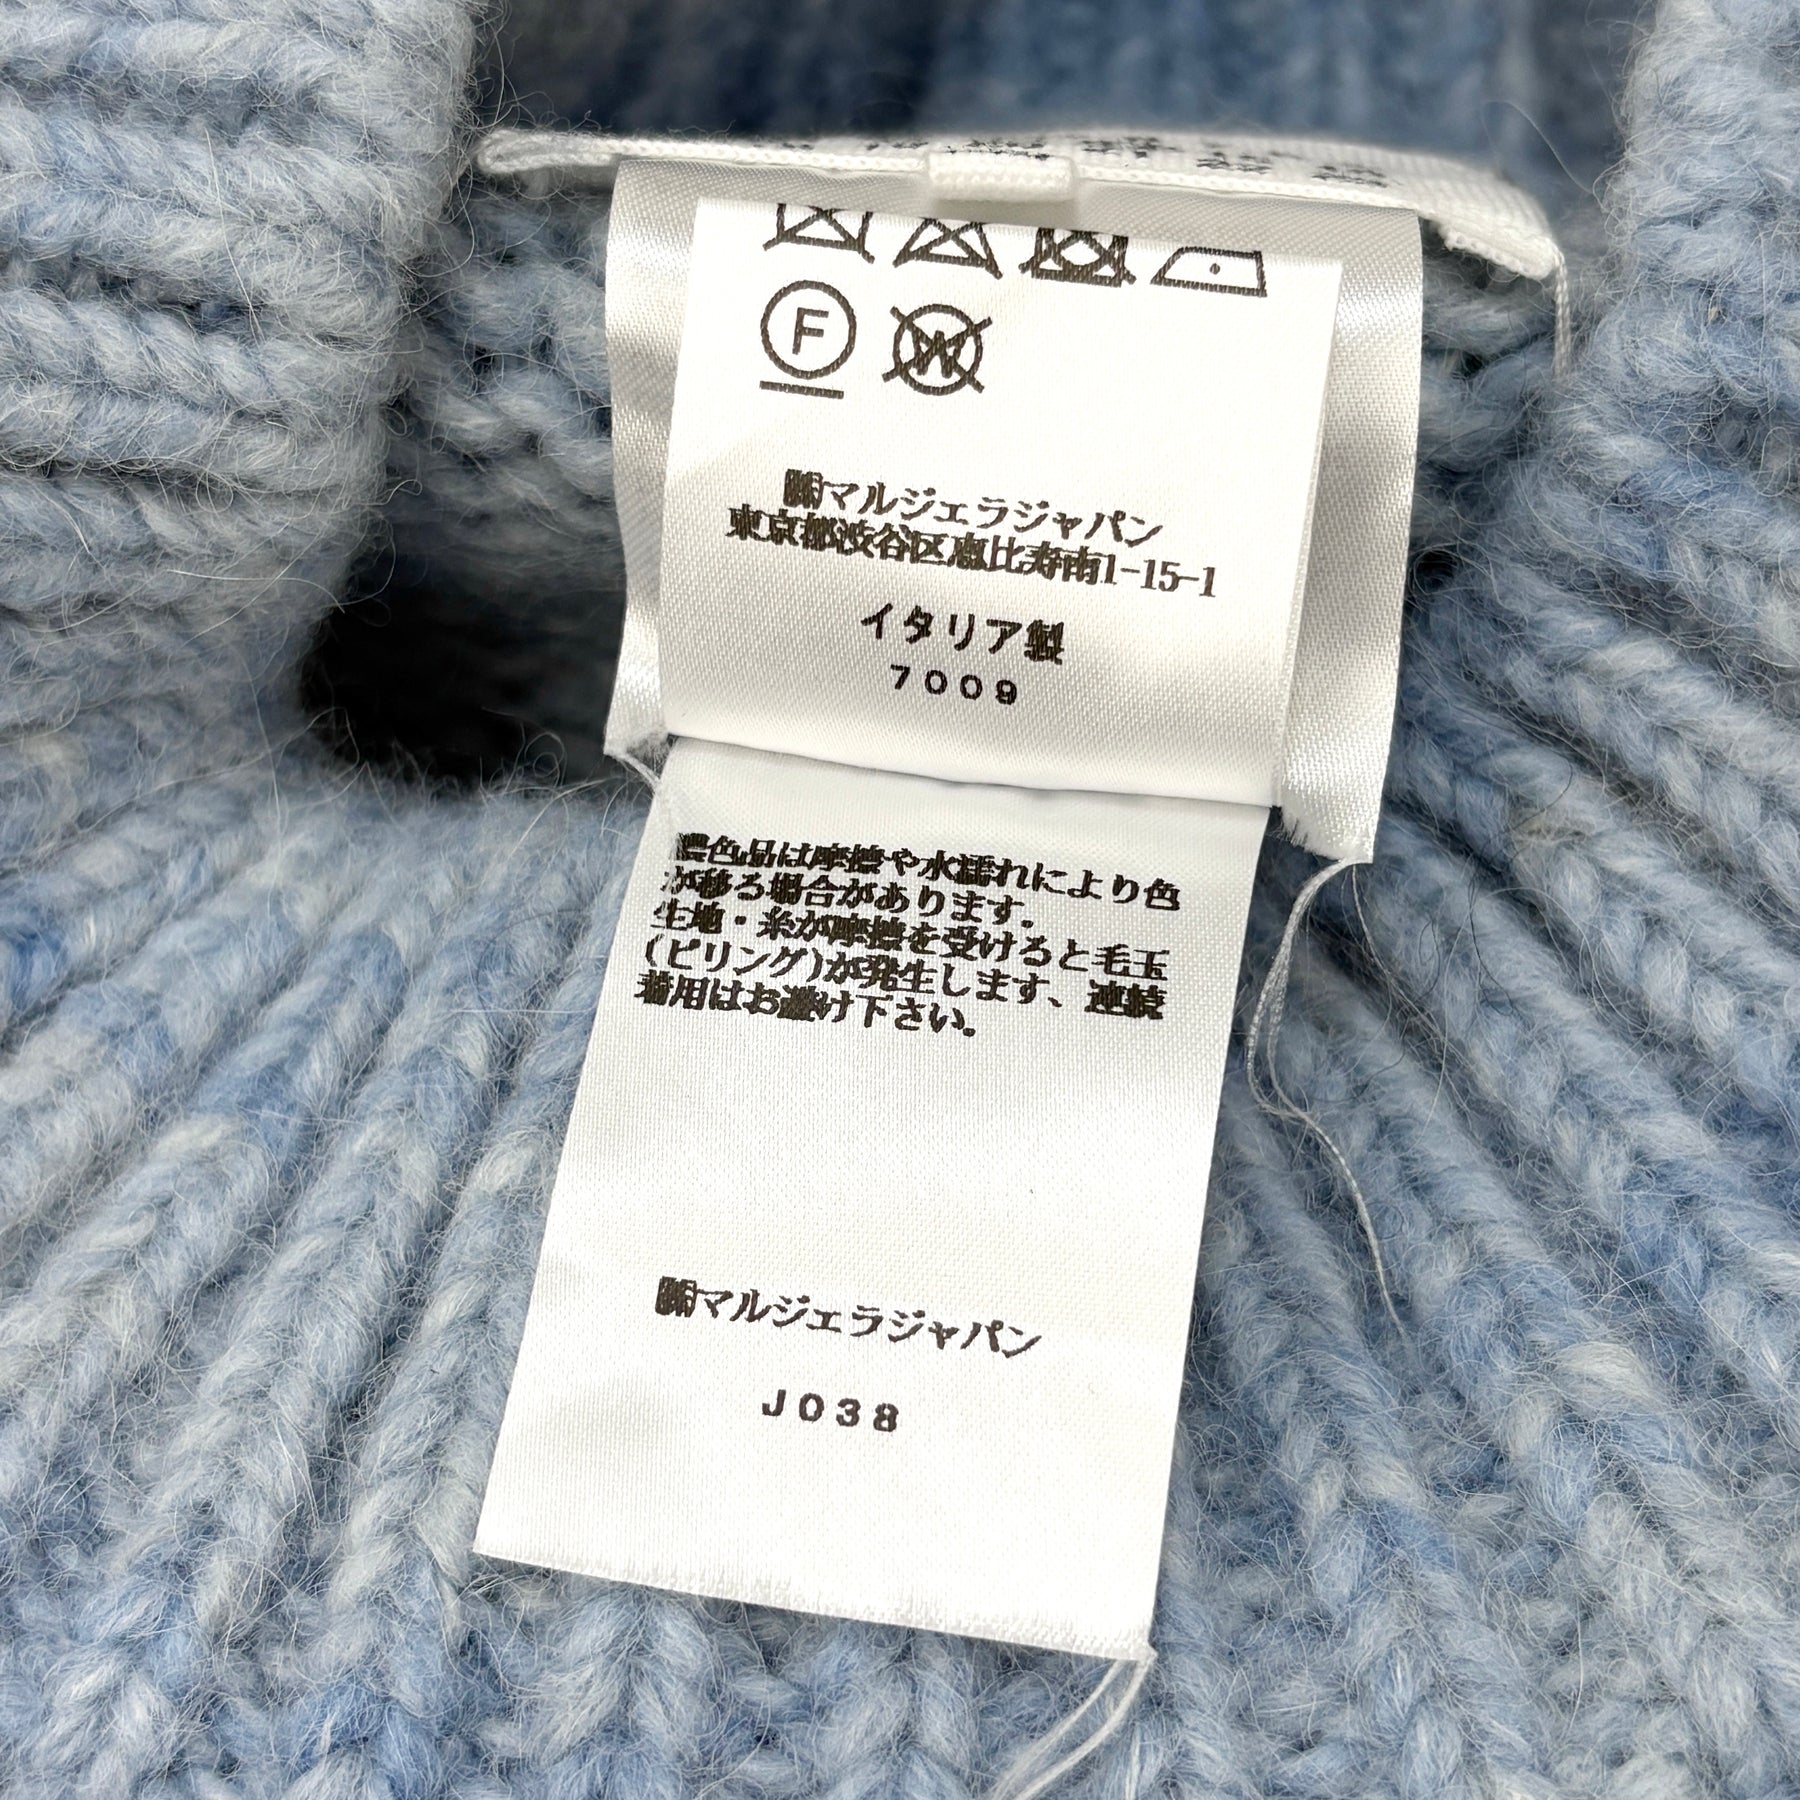 F
W
㈱マルジェラジャパン
東京都渋谷区恵比寿南1-15-1
イタリア製
7009
濃色品は摩擦や水濡れにより色
が移る場合があります。
生地・糸が摩擦を受けると毛玉
(ピリング)が発生します、連続
着用はお避け下さい。
㈱マルジェラジャパン
J038